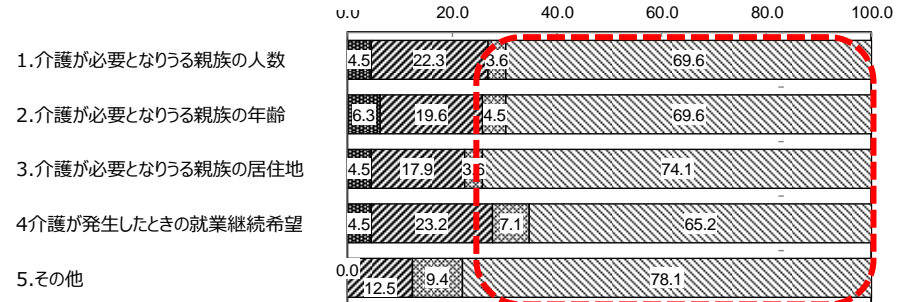 0.0 20.0 40.0 60.0 80.0 100.0
1.介護が必要となりうる親族の人数 4.5 22.3 3.6 69.6
2.介護が必要となりうる親族の年齢 6.3 19.6 4.5 69.6
3.介護が必要となりうる親族の居住地 4.5 17.9 3.6 74.1
4介護が発生したときの就業継続希望 4.5 23.2 7.1 65.2
5.その他 0.0 12.5 9.4 78.1